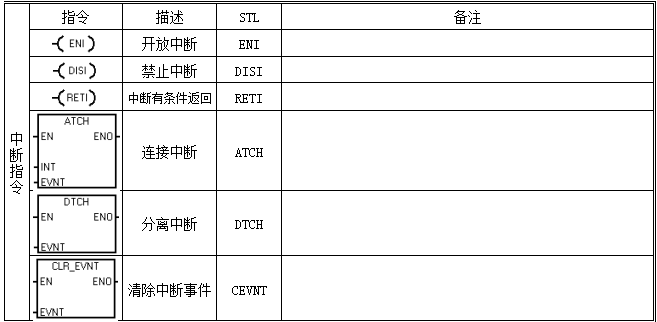 指令 描述 STL 备注
中断指令
ENI 开放中断 ENI
DISI 禁止中断 DISI
RETI 中断有条件返回 RETI
ATCH
EN ENO
INT
EVNT
连接中断 ATCH
DTCH
EN ENO
EVNT
分离中断 DTCH
CLR_EVNT
EN ENO
EVNT
清除中断事件 CEVNT